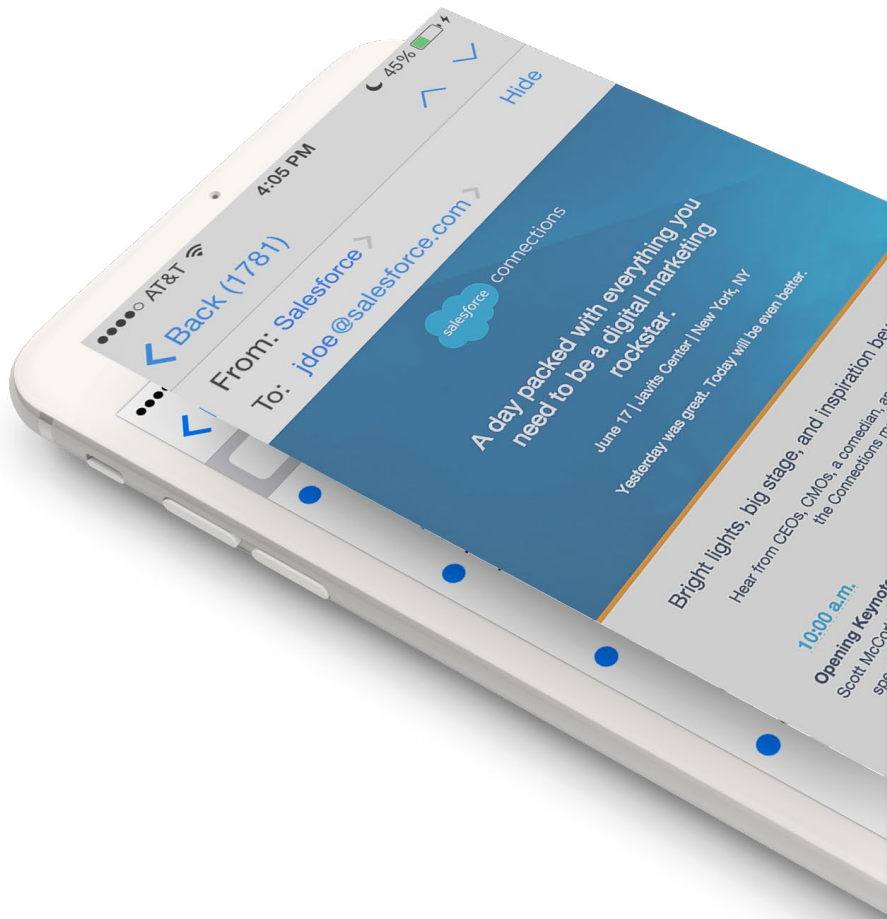 AT&T 4:05 PM 45%
Back (1781)
From: Salesforce Hide
To: jdoe@salesforce.com
salesforce connections
A day packed with everything you
need to be a digital marketing
rockstar.
June 17 | Javits Center | New York, NY
Yesterday was great. Today will be even better.
Bright lights, big stage, and inspiration
Hear from CEOs, CMOs, a comedian,
the Connections
10:00 a.m.
Opening
Scott